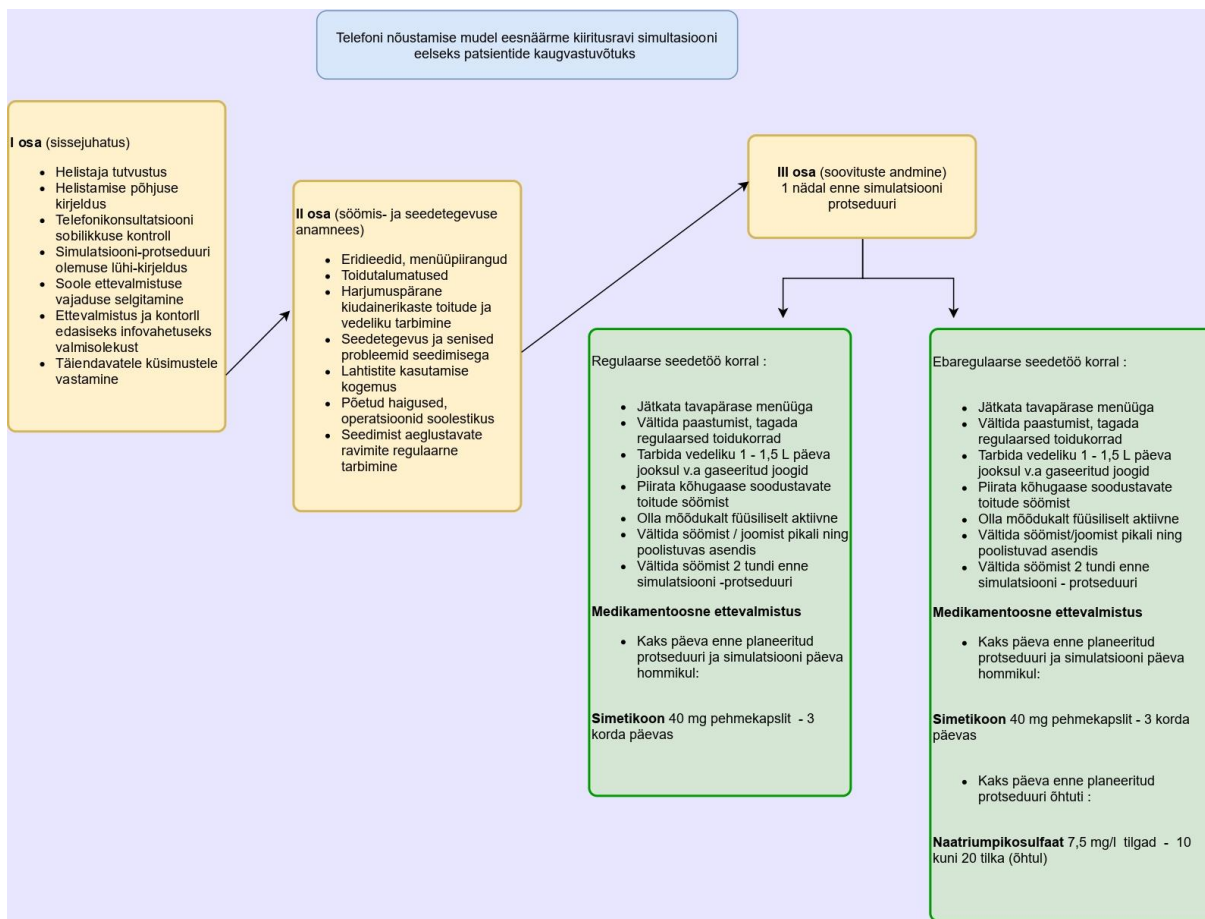 Telefoni nõustamise mudel eesnäärme kiiritusravi simultasiooni
eelseks patsientide kaugvastuvõtuks
I osa (sissejuhatus)
Helistaja tutvustus
Helistamise põhjuse
kirjeldus
Telefonikonsultatsiooni
sobilikkuse kontroll
Simulatsiooni-protseduuri
olemuse lühi-kirjeldus
Soole ettevalmistuse
vajaduse selgitamine
Ettevalmistus ja kontorll
edasiseks infovahetuseks
valmisolekust
Täiendavatele küsimustele
vastamine
II osa (söömis- ja seedetegevuse
anamnees)
Eridieedid, menüüpiirangud
Toidutalumatused
Harjumuspärane
kiudainerikaste toitude ja
vedeliku tarbimine
Seedetegevus ja senised
probleemid seedimisega
Lahtistite kasutamise
kogemus
Põetud haigused,
operatsioonid soolestikus
Seedimist aeglustavate
ravimite regulaarne
tarbimine
III osa (soovituste andmine)
1 nädal enne simulatsiooni
protseduuri
Regulaarse seedetöö korral :
Jätkata tavapärase menüüga
Vältida paastumist, tagada
regulaarsed toidukorrad
Tarbida vedeliku 1 - 1,5 L päeva
jooksul v.a gaseeritud joogid
Piirata kõhugaase soodustavate
toitude söömist
Olla mõõdukalt füüsiliselt aktiivne
Vältida söömist / joomist pikali ning
poolistuvas asendis
Vältida söömist 2 tundi enne
simulatsiooni -protseduuri
Medikamentoosne ettevalmistus
Kaks päeva enne planeeritud
protseduuri ja simulatsiooni päeva
hommikul:
Simetikoon 40 mg pehmekapslit - 3
korda päevas
Ebaregulaarse seedetöö korral :
Jätkata tavapärase menüüga
Vältida paastumist, tagada
regulaarsed toidukorrad
Tarbida vedeliku 1 - 1,5 L päeva
jooksul v.a gaseeritud joogid
Piirata kõhugaase soodustavate
toitude söömist
Olla mõõdukalt füüsiliselt aktiivne
Vältida söömist/joomist pikali ning
poolistuvad asendis
Vältida söömist 2 tundi enne
simulatsiooni - protseduuri
Medikamentoosne ettevalmistus
Kaks päeva enne planeeritud
protseduuri ja simulatsiooni päeva
hommikul:
Simetikoon 40 mg pehmekapslit - 3 korda
päevas
Kaks päeva enne planeeritud
protseduuri õhtuti :
Naatriumpikosulfaat 7,5 mg/l tilgad - 10
kuni 20 tilka (õhtul)